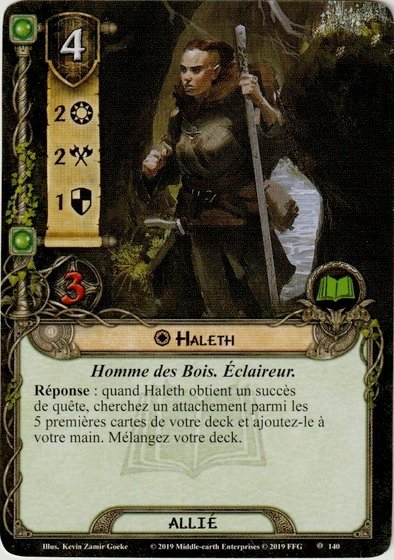 4
2
2
1
3
Haleth
Homme des Bois. Éclaireur.
Réponse : quand Haleth obtient un succès
de quête, cherchez un attachement parmi les
5 premières cartes de votre deck et ajoutez-le à
votre main. Mélangez votre deck.
Allié
Illus. Kevin Zamir Goeke © 2019 Middle-earth Enterprises © 2019 FFG 140